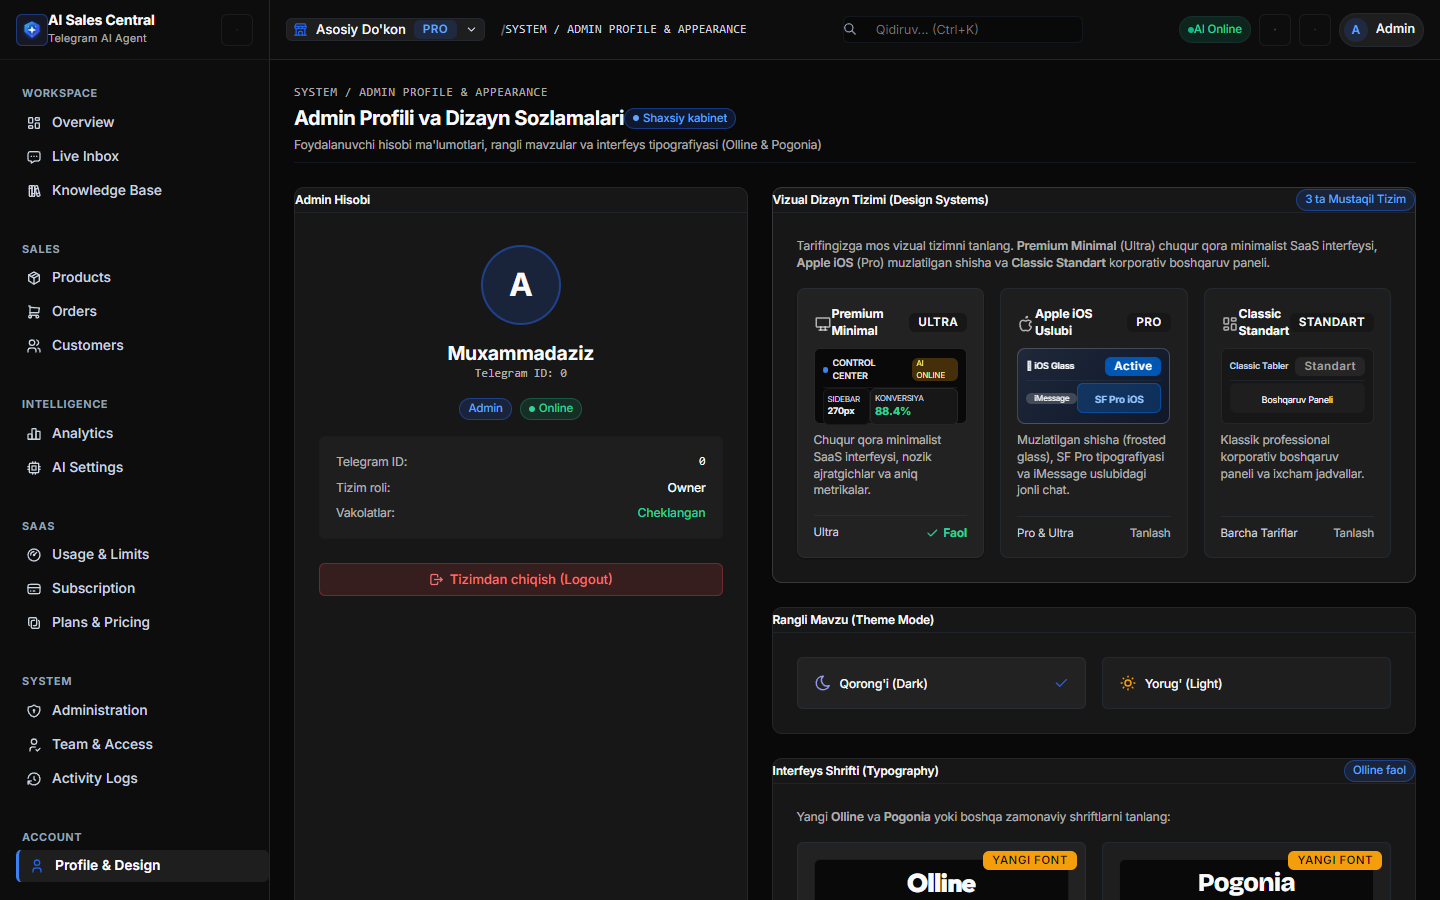 AI Sales Central
Telegram AI Agent
Asosiy Do'kon PRO
/SYSTEM / ADMIN PROFILE & APPEARANCE
Qidiruv... (Ctrl+K)
AI Online
A Admin
WORKSPACE
Overview
Live Inbox
Knowledge Base
SALES
Products
Orders
Customers
INTELLIGENCE
Analytics
AI Settings
SAAS
Usage & Limits
Subscription
Plans & Pricing
SYSTEM
Administration
Team & Access
Activity Logs
ACCOUNT
Profile & Design
SYSTEM / ADMIN PROFILE & APPEARANCE
Admin Profili va Dizayn Sozlamalari Shaxsiy kabinet
Foydalanuvchi hisobi ma'lumotlari, rangli mavzular va interfeys tipografiyasi (Olline & Pogonia)
Admin Hisobi
A
Muxammadaziz
Telegram ID: 0
Admin Online
Telegram ID: 0
Tizim roli: Owner
Vakolatlar: Cheklangan
Tizimdan chiqish (Logout)
Vizual Dizayn Tizimi (Design Systems) 3 ta Mustaqil Tizim
Tarifingizga mos vizual tizimni tanlang. Premium Minimal (Ultra) chuqur qora minimalist SaaS interfeysi,
Apple iOS (Pro) muzlatilgan shisha va Classic Standart korporativ boshqaruv paneli.
Premium
Minimal
ULTRA
CONTROL
CENTER
AI
ONLINE
SIDEBAR
270px
KONVERSIYA
88.4%
Chuqur qora minimalist
SaaS interfeysi, nozik
ajratgichlar va aniq
metrikalar.
Ultra Faol
Apple iOS
Uslubi
PRO
iOS Glass Active
iMessage SF Pro iOS
Muzlatilgan shisha (frosted
glass), SF Pro tipografiyasi
va iMessage uslubidagi
jonli chat.
Pro & Ultra Tanlash
Classic
Standart
STANDART
Classic Tabler Standart
Boshqaruv Paneli
Klassik professional
korporativ boshqaruv
paneli va ixcham jadvallar.
Barcha Tariflar Tanlash
Rangli Mavzu (Theme Mode)
Qorong'i (Dark)
Yorug' (Light)
Interfeys Shrifti (Typography) Olline faol
Yangi Olline va Pogonia yoki boshqa zamonaviy shriftlarni tanlang:
YANGI FONT
Olline
YANGI FONT
Pogonia